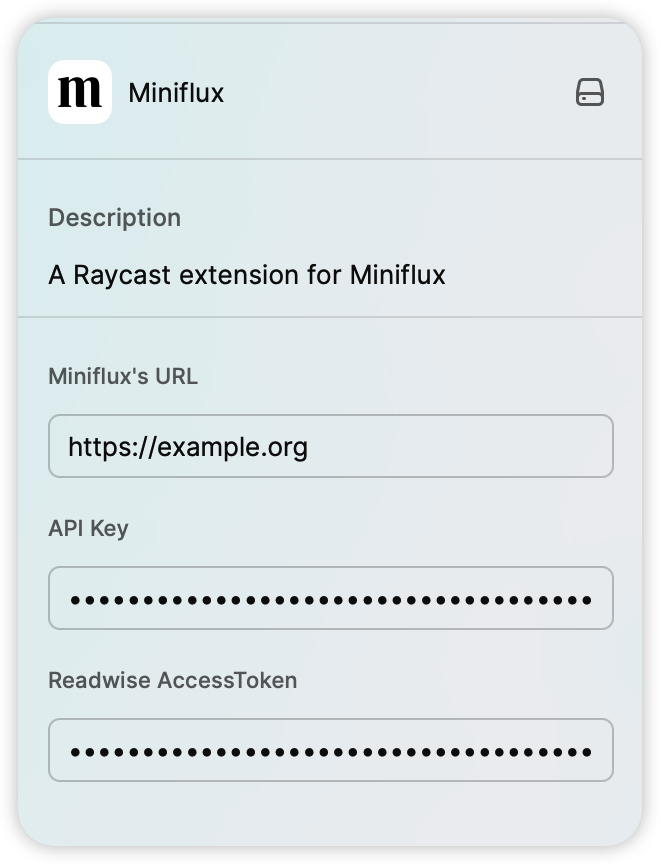 m Miniflux
Description
A Raycast extension for Miniflux
Miniflux's URL
https://example.org
API Key
••••••••••••••••••••••••••••••••••••
Readwise AccessToken
••••••••••••••••••••••••••••••••••••